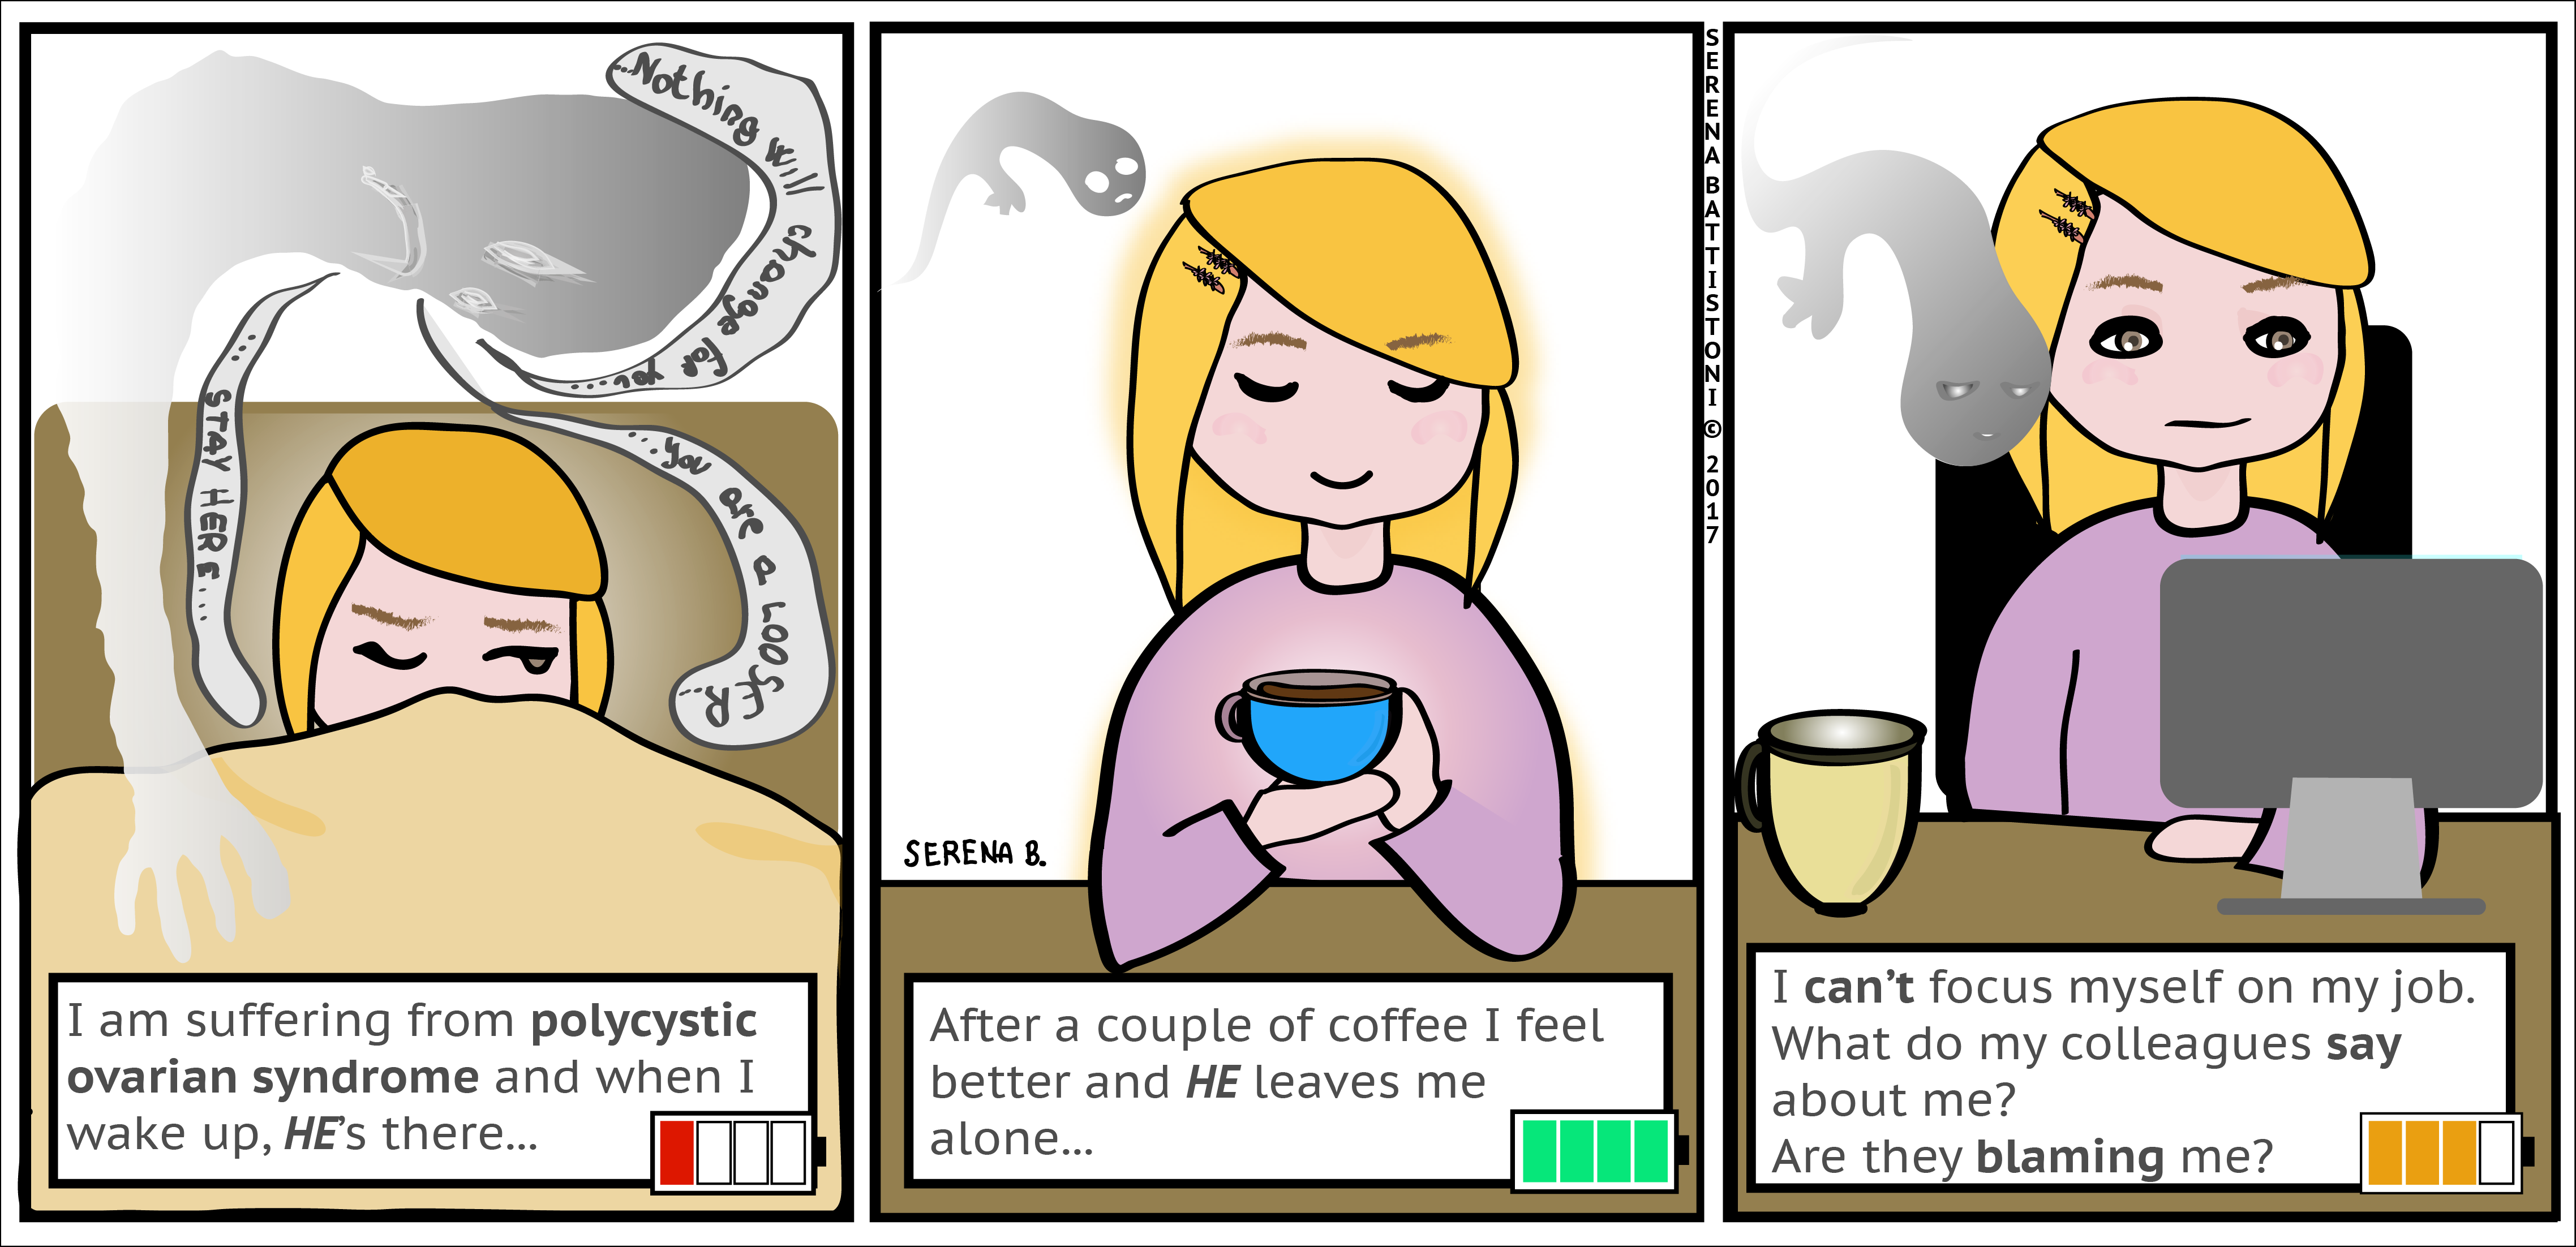 ...Nothing will change for you....
... STAY HERE....
...you are a LOOSER...
I am suffering from polycystic
ovarian syndrome and when I
wake up, HE's there...
SERENA B.
After a couple of coffee I feel
better and HE leaves me
alone...
SERENA BATTISTONI © 2017
I can't focus myself on my job.
What do my colleagues say
about me?
Are they blaming me?